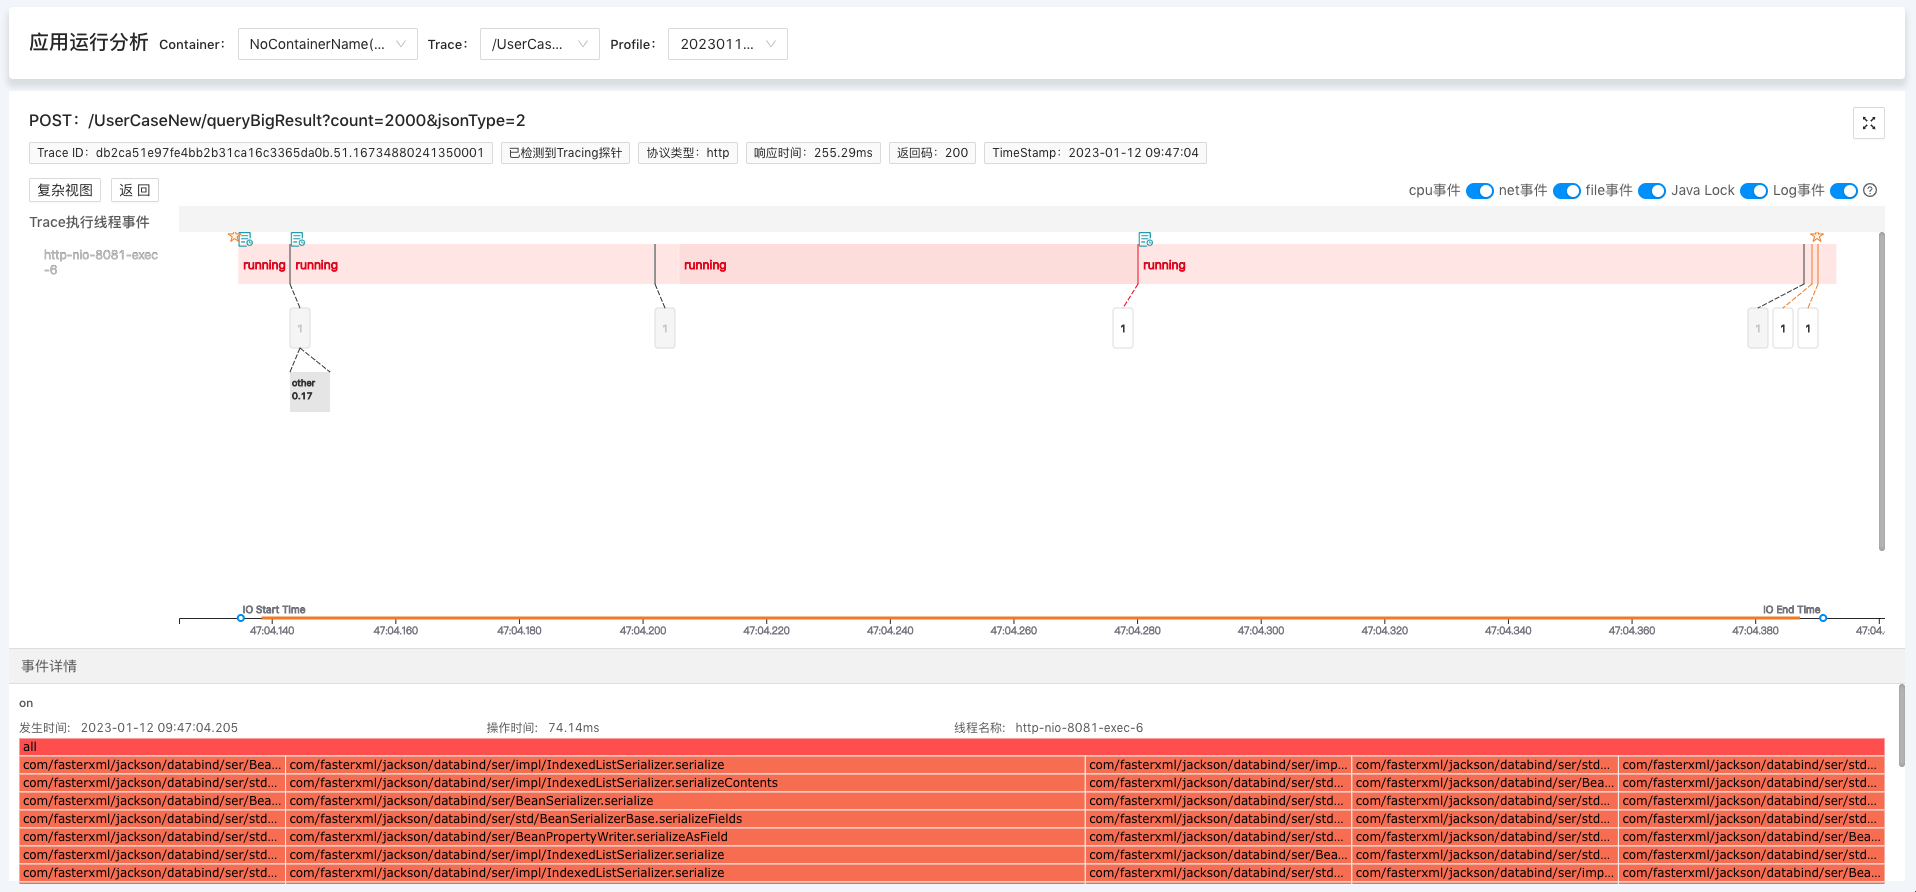 应用运行分析 Container: NoContainerName(... Trace: /UserCas... Profile: 2023011...
POST: /UserCaseNew/queryBigResult?count=2000&jsonType=2
Trace ID: db2ca51e97fe4bb2b31ca16c3365da0b.51.16734880241350001 已检测到Tracing探针 协议类型: http 响应时间: 255.29ms 返回码: 200 TimeStamp: 2023-01-12 09:47:04
复杂视图 返 回 cpu事件 net事件 file事件 Java Lock Log事件 ?
Trace执行线程事件
http-nio-8081-exec
-6
running running running running
1 1 1 1 1 1
other
0.17
IO Start Time IO End Time
47:04.140 47:04.160 47:04.180 47:04.200 47:04.220 47:04.240 47:04.260 47:04.280 47:04.300 47:04.320 47:04.340 47:04.360 47:04.380 47:04.
事件详情
on
发生时间: 2023-01-12 09:47:04.205 操作时间: 74.14ms 线程名称: http-nio-8081-exec-6
all
com/fasterxml/jackson/databind/ser/Bea... com/fasterxml/jackson/databind/ser/impl/IndexedListSerializer.serialize com/fasterxml/jackson/databind/ser/imp... com/fasterxml/jackson/databind/ser/std... com/fasterxml/jackson/databind/ser/std...
com/fasterxml/jackson/databind/ser/std... com/fasterxml/jackson/databind/ser/impl/IndexedListSerializer.serializeContents com/fasterxml/jackson/databind/ser/std... com/fasterxml/jackson/databind/ser/Bea... com/fasterxml/jackson/databind/ser/std...
com/fasterxml/jackson/databind/ser/Bea... com/fasterxml/jackson/databind/ser/BeanSerializer.serialize com/fasterxml/jackson/databind/ser/std... com/fasterxml/jackson/databind/ser/std... com/fasterxml/jackson/databind/ser/std...
com/fasterxml/jackson/databind/ser/std... com/fasterxml/jackson/databind/ser/std/BeanSerializerBase.serializeFields com/fasterxml/jackson/databind/ser/std... com/fasterxml/jackson/databind/ser/std... com/fasterxml/jackson/databind/ser/std...
com/fasterxml/jackson/databind/ser/std... com/fasterxml/jackson/databind/ser/BeanPropertyWriter.serializeAsField com/fasterxml/jackson/databind/ser/std... com/fasterxml/jackson/databind/ser/std... com/fasterxml/jackson/databind/ser/Bea...
com/fasterxml/jackson/databind/ser/std... com/fasterxml/jackson/databind/ser/impl/IndexedListSerializer.serialize com/fasterxml/jackson/databind/ser/Bea... com/fasterxml/jackson/databind/ser/std... com/fasterxml/jackson/databind/ser/std...
com/fasterxml/jackson/databind/ser/std... com/fasterxml/jackson/databind/ser/impl/IndexedListSerializer.serialize com/fasterxml/jackson/databind/ser/std... com/fasterxml/jackson/databind/ser/imp... com/fasterxml/jackson/databind/ser/Bea...